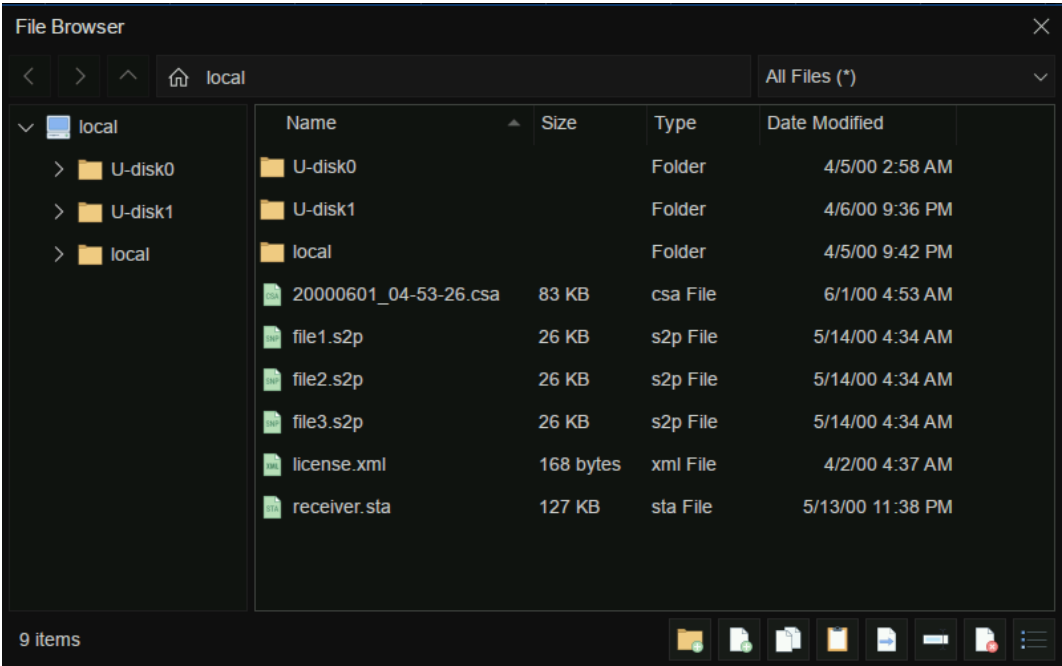 File Browser
local All Files (*)
local
U-disk0
U-disk1
local
Name Size Type Date Modified
U-disk0 Folder 4/5/00 2:58 AM
U-disk1 Folder 4/6/00 9:36 PM
local Folder 4/5/00 9:42 PM
CSA 20000601_04-53-26.csa 83 KB csa File 6/1/00 4:53 AM
SNP file1.s2p 26 KB s2p File 5/14/00 4:34 AM
SNP file2.s2p 26 KB s2p File 5/14/00 4:34 AM
SNP file3.s2p 26 KB s2p File 5/14/00 4:34 AM
XML license.xml 168 bytes xml File 4/2/00 4:37 AM
STA receiver.sta 127 KB sta File 5/13/00 11:38 PM
9 items